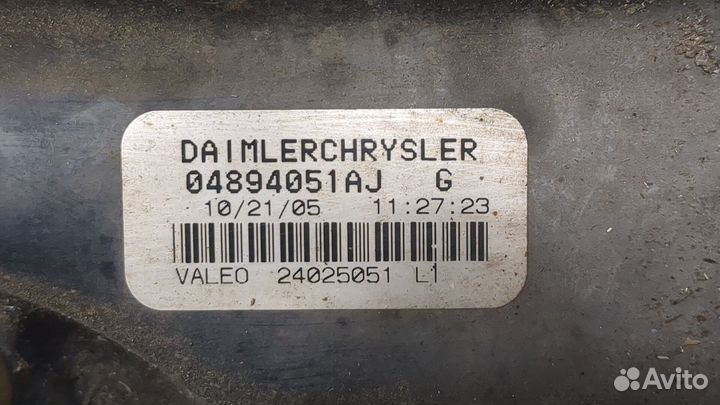 DAIMLERCHRYSLER
04894051AJ G
10/21/05 11:27:23
VALEO 24025051 L1
Avito